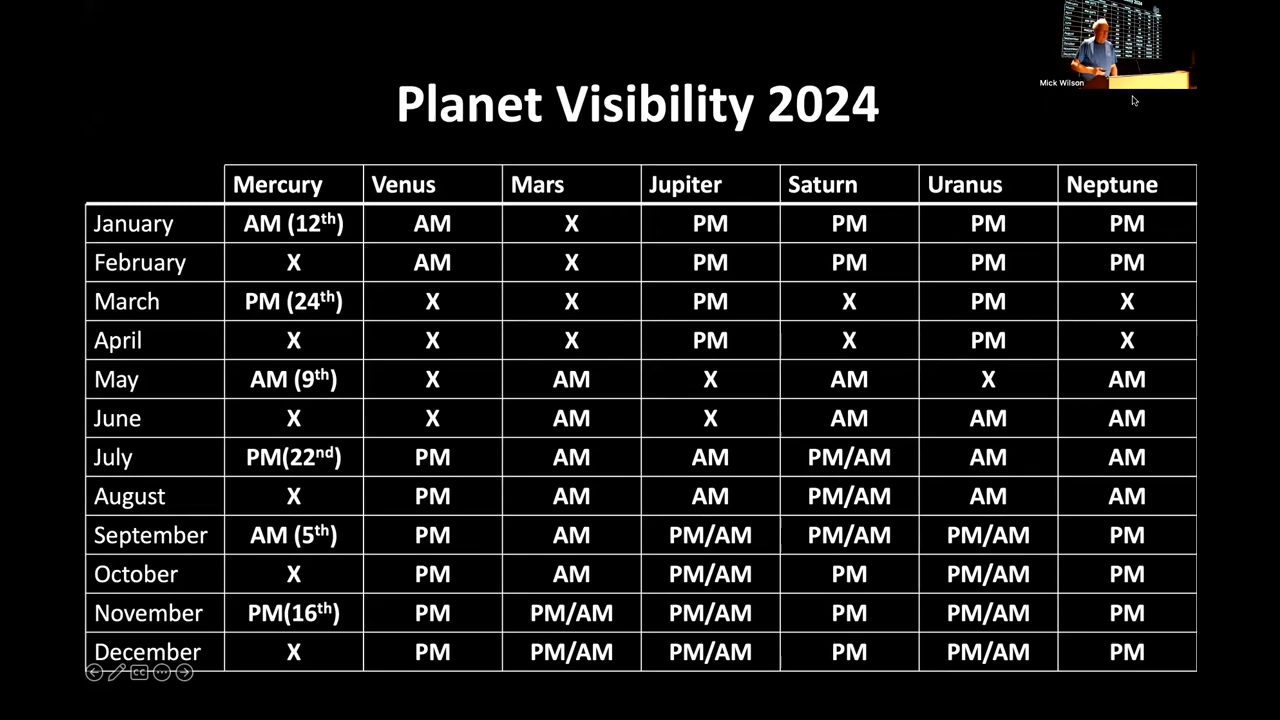 Mick Wilson
Planet Visibility 2024
Mercury Venus Mars Jupiter Saturn Uranus Neptune
January AM (12th) AM X PM PM PM PM
February X AM X PM PM PM PM
March PM (24th) X X PM X PM X
April X X X PM X PM X
May AM (9th) X AM X AM X AM
June X X AM X AM AM AM
July PM(22nd) PM AM AM PM/AM AM AM
August X PM AM AM PM/AM AM AM
September AM (5th) PM AM PM/AM PM/AM PM/AM PM
October X PM AM PM/AM PM PM/AM PM
November PM(16th) PM PM/AM PM/AM PM PM/AM PM
December X PM PM/AM PM/AM PM PM/AM PM
CC